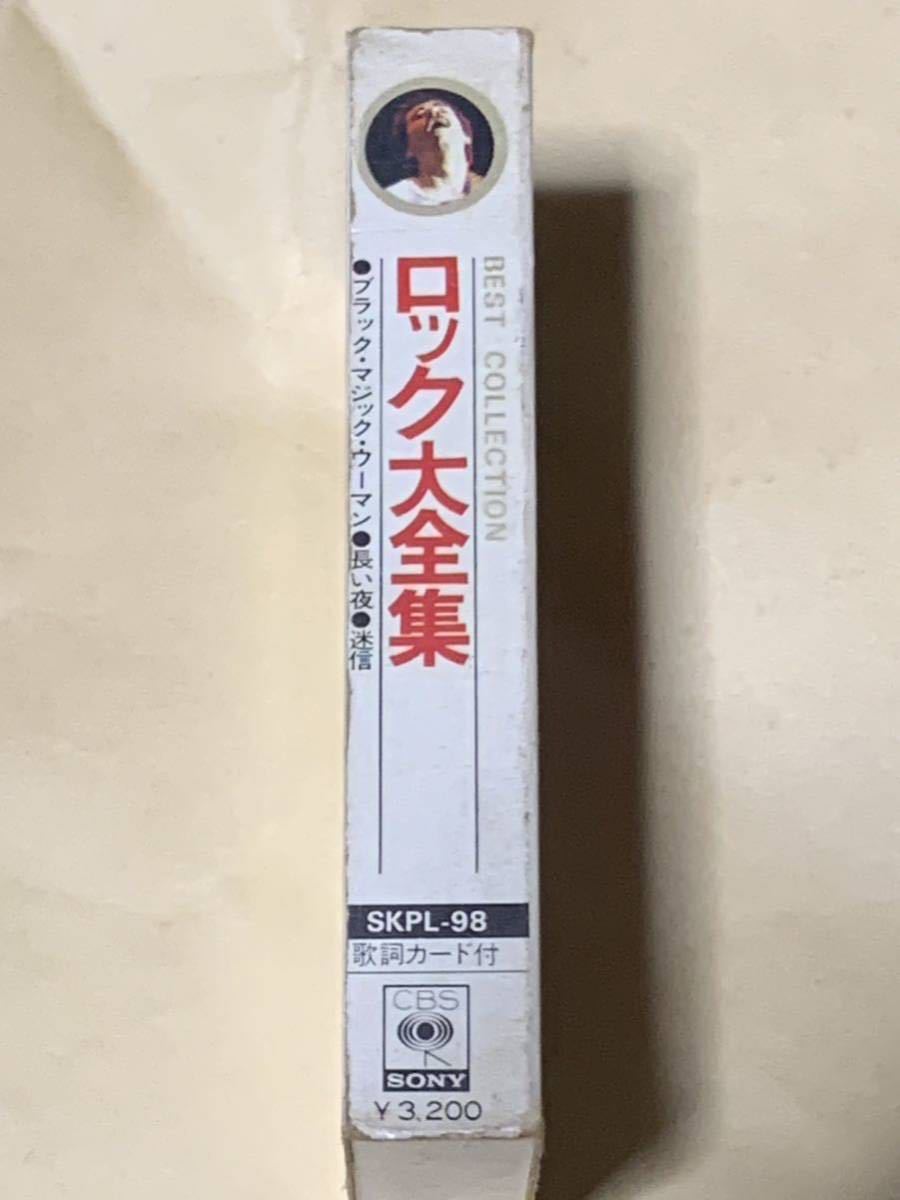 BEST COLLECTION
ロック大全集
●ブラック・マジック・ウーマン●長い夜●迷信
SKPL-98
歌詞カード付
CBS
SONY
¥3,200